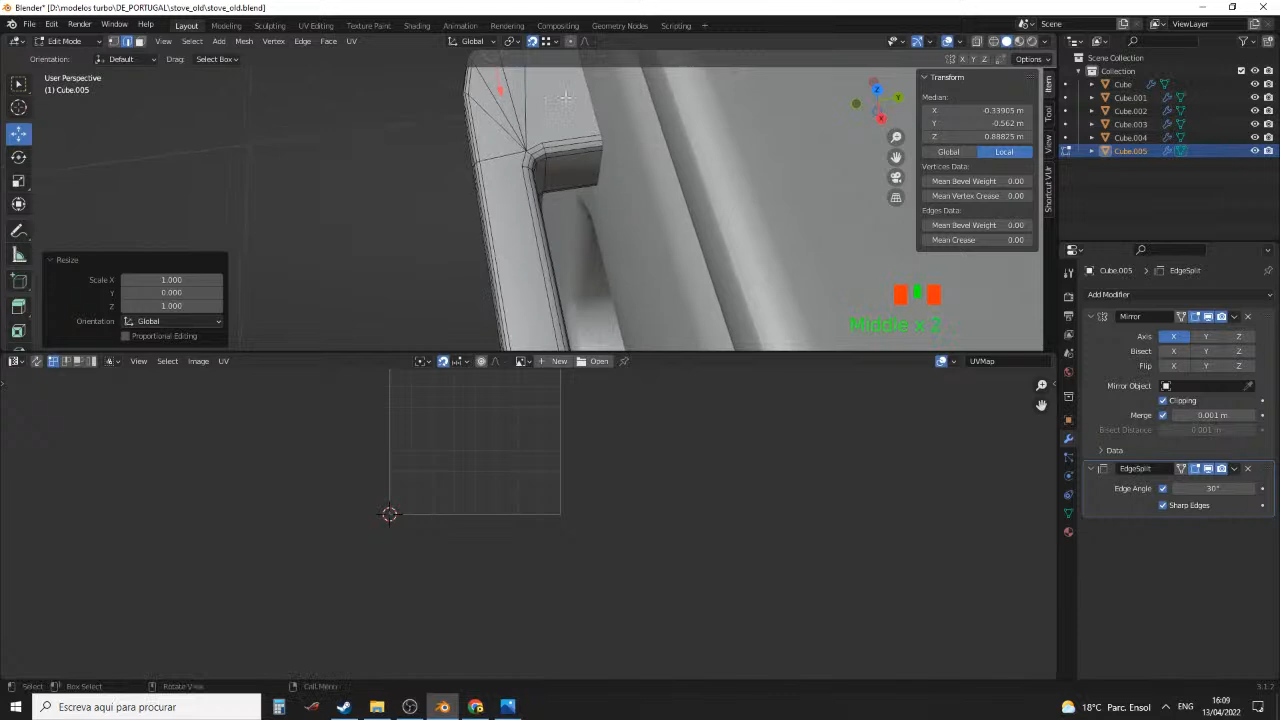 Blender* [D:\modelos turbo\DE_PORTUGAL\stove_old\stove_old.blend]
File Edit Render Window Help Layout Modeling Sculpting UV Editing Texture Paint Shading Animation Rendering Compositing Geometry Nodes Scripting + Scene ViewLayer
Edit Mode View Select Add Mesh Vertex Edge Face UV Global
Orientation: Default Drag: Select Box X Y Z Options
User Perspective
(1) Cube.005
Transform
Median:
X -0.33905 m
Y -0.562 m
Z 0.88825 m
Global Local
Vertices Data:
Mean Bevel Weight 0.00
Mean Vertex Crease 0.00
Edges Data:
Mean Bevel Weight 0.00
Mean Crease 0.00
Item
Tool
View
Shortcut VUr
Z
Y
X
Middle x 2
Resize
Scale X 1.000
Y 0.000
Z 1.000
Orientation Global
Proportional Editing
View Select Image UV New Open UVMap
Scene Collection
Collection
Cube
Cube.001
Cube.002
Cube.003
Cube.004
Cube.005
Cube.005 EdgeSplit
Add Modifier
Mirror
Axis X Y Z
Bisect X Y Z
Flip X Y Z
Mirror Object
Clipping
Merge 0.001 m
Bisect Distance 0.001 m
Data
EdgeSplit
Edge Angle 30°
Sharp Edges
Select Box Select Rotate View Call Menu 3.1.2
Escreva aqui para procurar
18°C Parc. Ensol ENG
16:09
13/04/2022